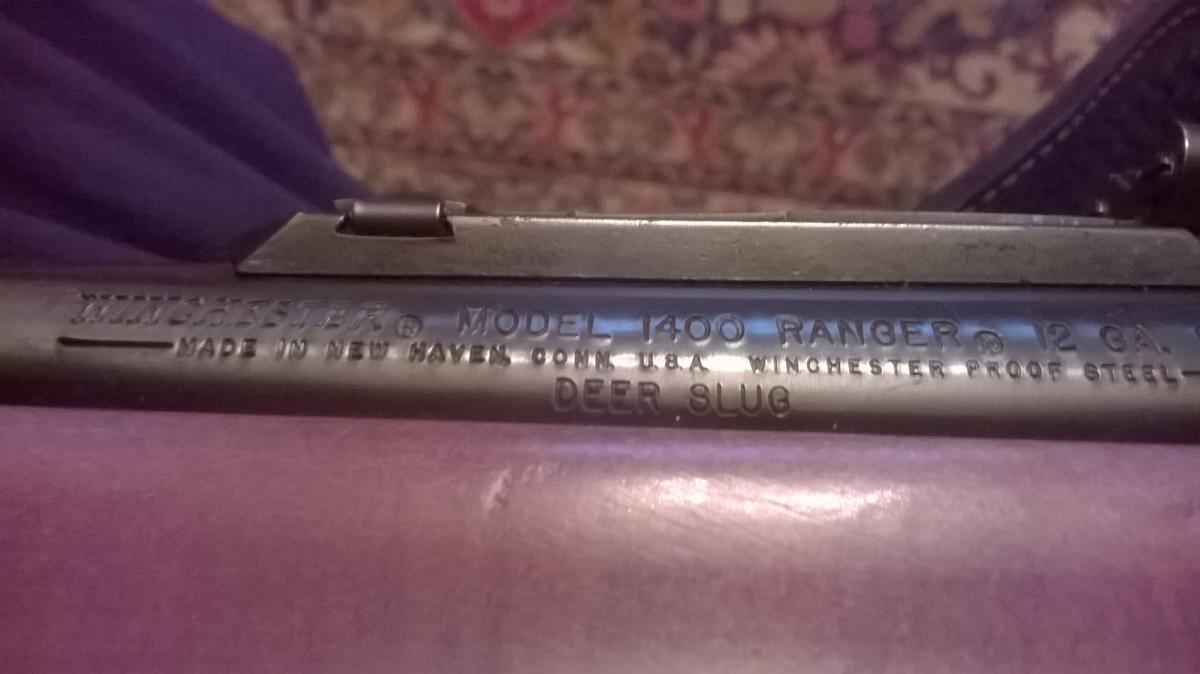 WINCHESTER ® MODEL 1400 RANGER ® 12 GA.
MADE IN NEW HAVEN, CONN. U.S.A. WINCHESTER PROOF STEEL
DEER SLUG